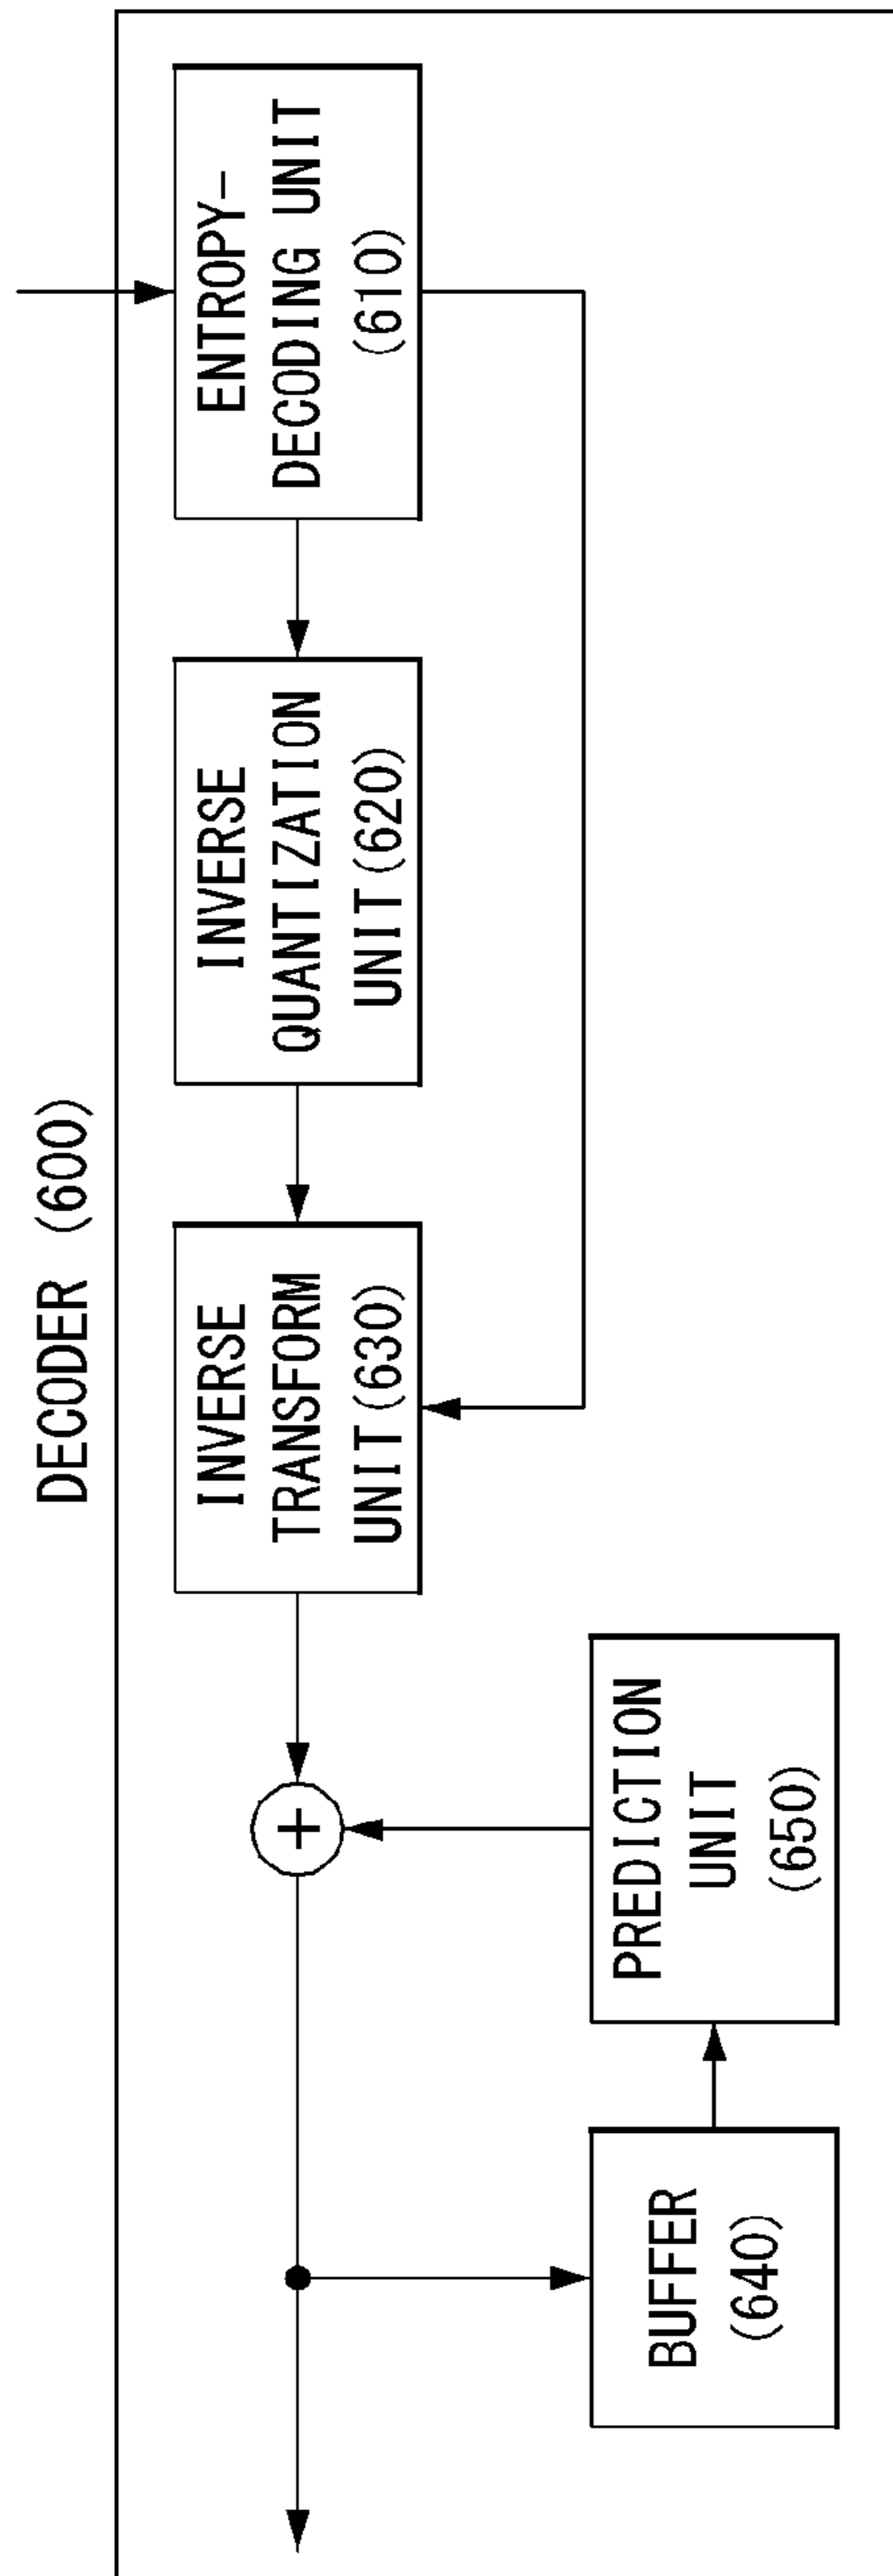 DECODER (600)
ENTROPY-
DECODING UNIT
(610)
INVERSE
QUANTIZATION
UNIT(620)
INVERSE
TRANSFORM
UNIT(630)
+
PREDICTION
UNIT
(650)
BUFFER
(640)